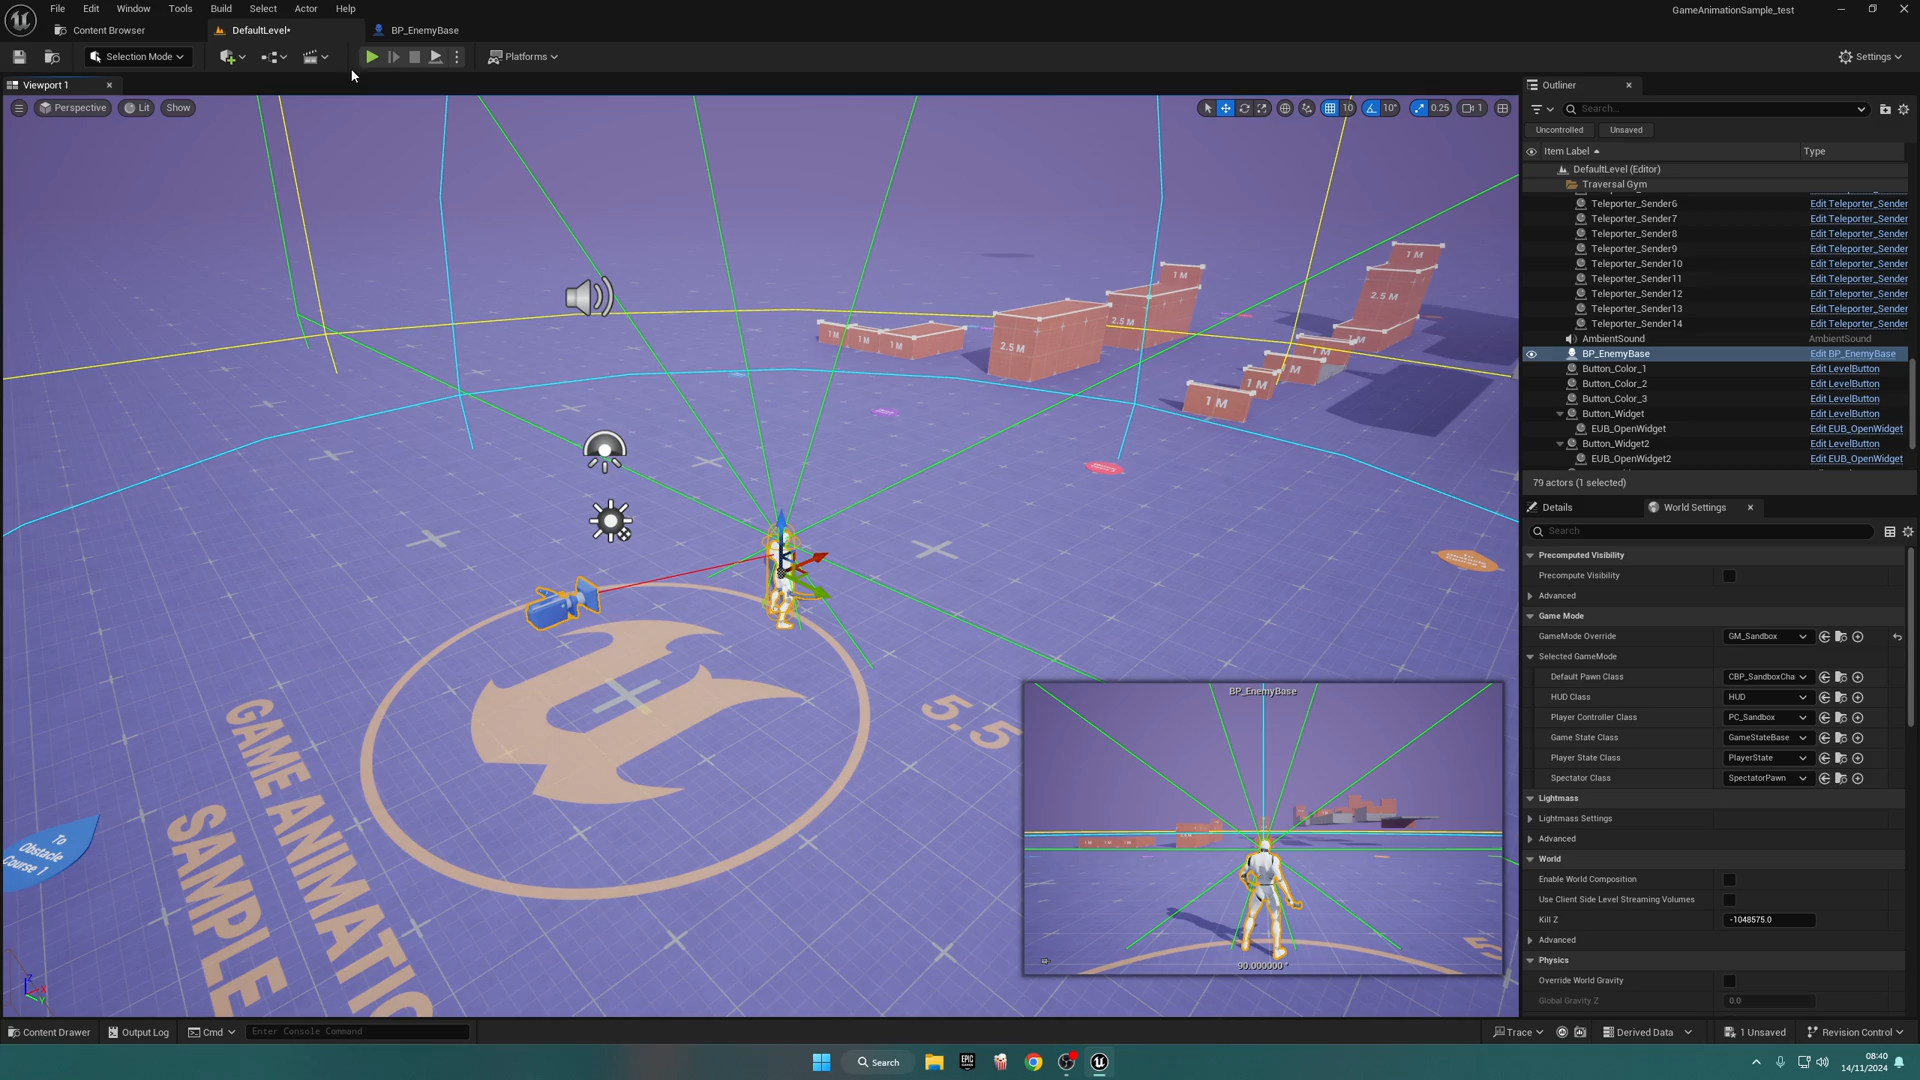 File Edit Window Tools Build Select Actor Help
GameAnimationSample_test
Content Browser
DefaultLevel*
BP_EnemyBase
Selection Mode
Platforms
Settings
Viewport 1
Perspective
Lit
Show
10
10°
0.25
1
1 M
2.5 M
1 M
1 M
1 M
2.5 M
1 M
2.5 M
1 M
1 M
M
1 M
1 M
5.5
GAME ANIMATIO
SAMPLE
To
Obstacle
Course 1
BP_EnemyBase
90.000000 °
Z
X
Y
Outliner
Search...
Uncontrolled
Unsaved
Item Label
Type
DefaultLevel (Editor)
Traversal Gym
Teleporter_Sender6 Edit Teleporter_Sender
Teleporter_Sender7 Edit Teleporter_Sender
Teleporter_Sender8 Edit Teleporter_Sender
Teleporter_Sender9 Edit Teleporter_Sender
Teleporter_Sender10 Edit Teleporter_Sender
Teleporter_Sender11 Edit Teleporter_Sender
Teleporter_Sender12 Edit Teleporter_Sender
Teleporter_Sender13 Edit Teleporter_Sender
Teleporter_Sender14 Edit Teleporter_Sender
AmbientSound AmbientSound
BP_EnemyBase Edit BP_EnemyBase
Button_Color_1 Edit LevelButton
Button_Color_2 Edit LevelButton
Button_Color_3 Edit LevelButton
Button_Widget Edit LevelButton
EUB_OpenWidget Edit EUB_OpenWidget
Button_Widget2 Edit LevelButton
EUB_OpenWidget2 Edit EUB_OpenWidget
79 actors (1 selected)
Details
World Settings
Search
Precomputed Visibility
Precompute Visibility
Advanced
Game Mode
GameMode Override GM_Sandbox
Selected GameMode
Default Pawn Class CBP_SandboxCha
HUD Class HUD
Player Controller Class PC_Sandbox
Game State Class GameStateBase
Player State Class PlayerState
Spectator Class SpectatorPawn
Lightmass
Lightmass Settings
Advanced
World
Enable World Composition
Use Client Side Level Streaming Volumes
Kill Z -1048575.0
Advanced
Physics
Override World Gravity
Global Gravity Z 0.0
Content Drawer
Output Log
Cmd
Enter Console Command
Trace
Derived Data
1 Unsaved
Revision Control
Search
EPIC
GAMES
08:40
14/11/2024